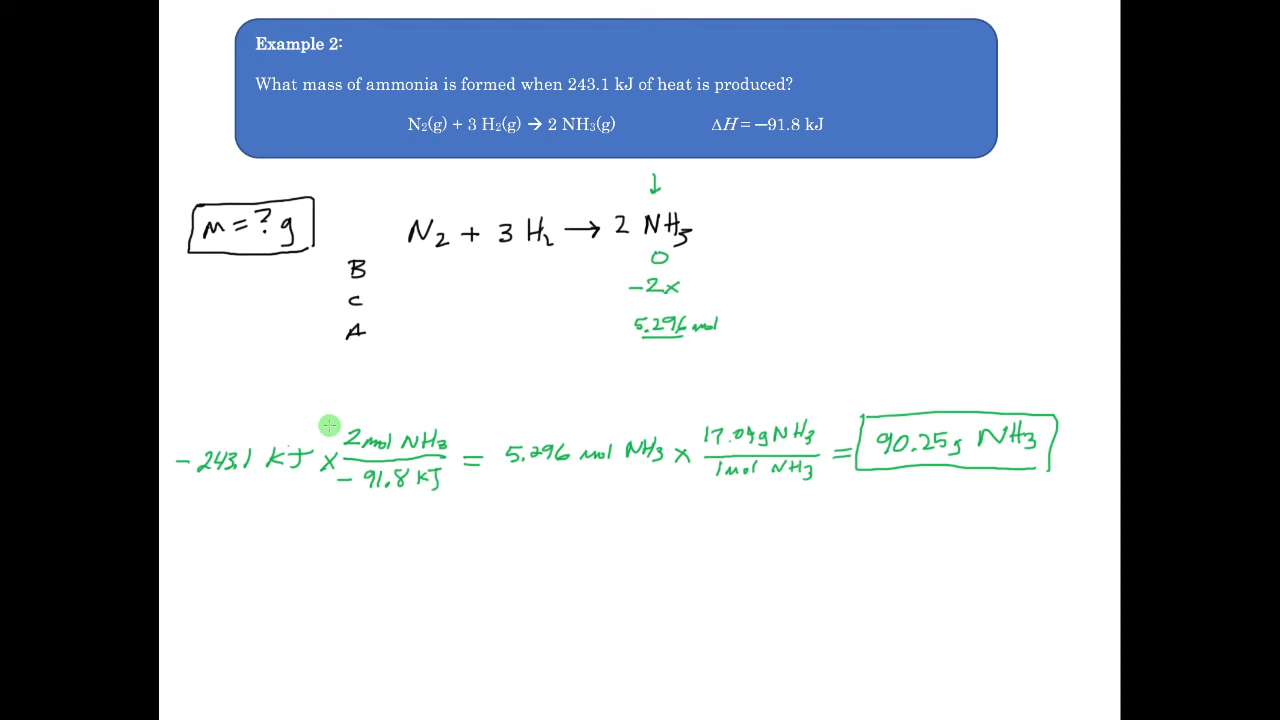 Example 2:
What mass of ammonia is formed when 243.1 kJ of heat is produced?
N₂(g) + 3 H₂(g) → 2 NH₃(g) ΔH = −91.8 kJ
↓
m = ? g
N₂ + 3 H₂ → 2 NH₃
B 0
C −2x
A 5.296 mol
−243.1 kJ × 2 mol NH₃ / −91.8 kJ = 5.296 mol NH₃ × 17.04 g NH₃ / 1 mol NH₃ = 90.25 g NH₃